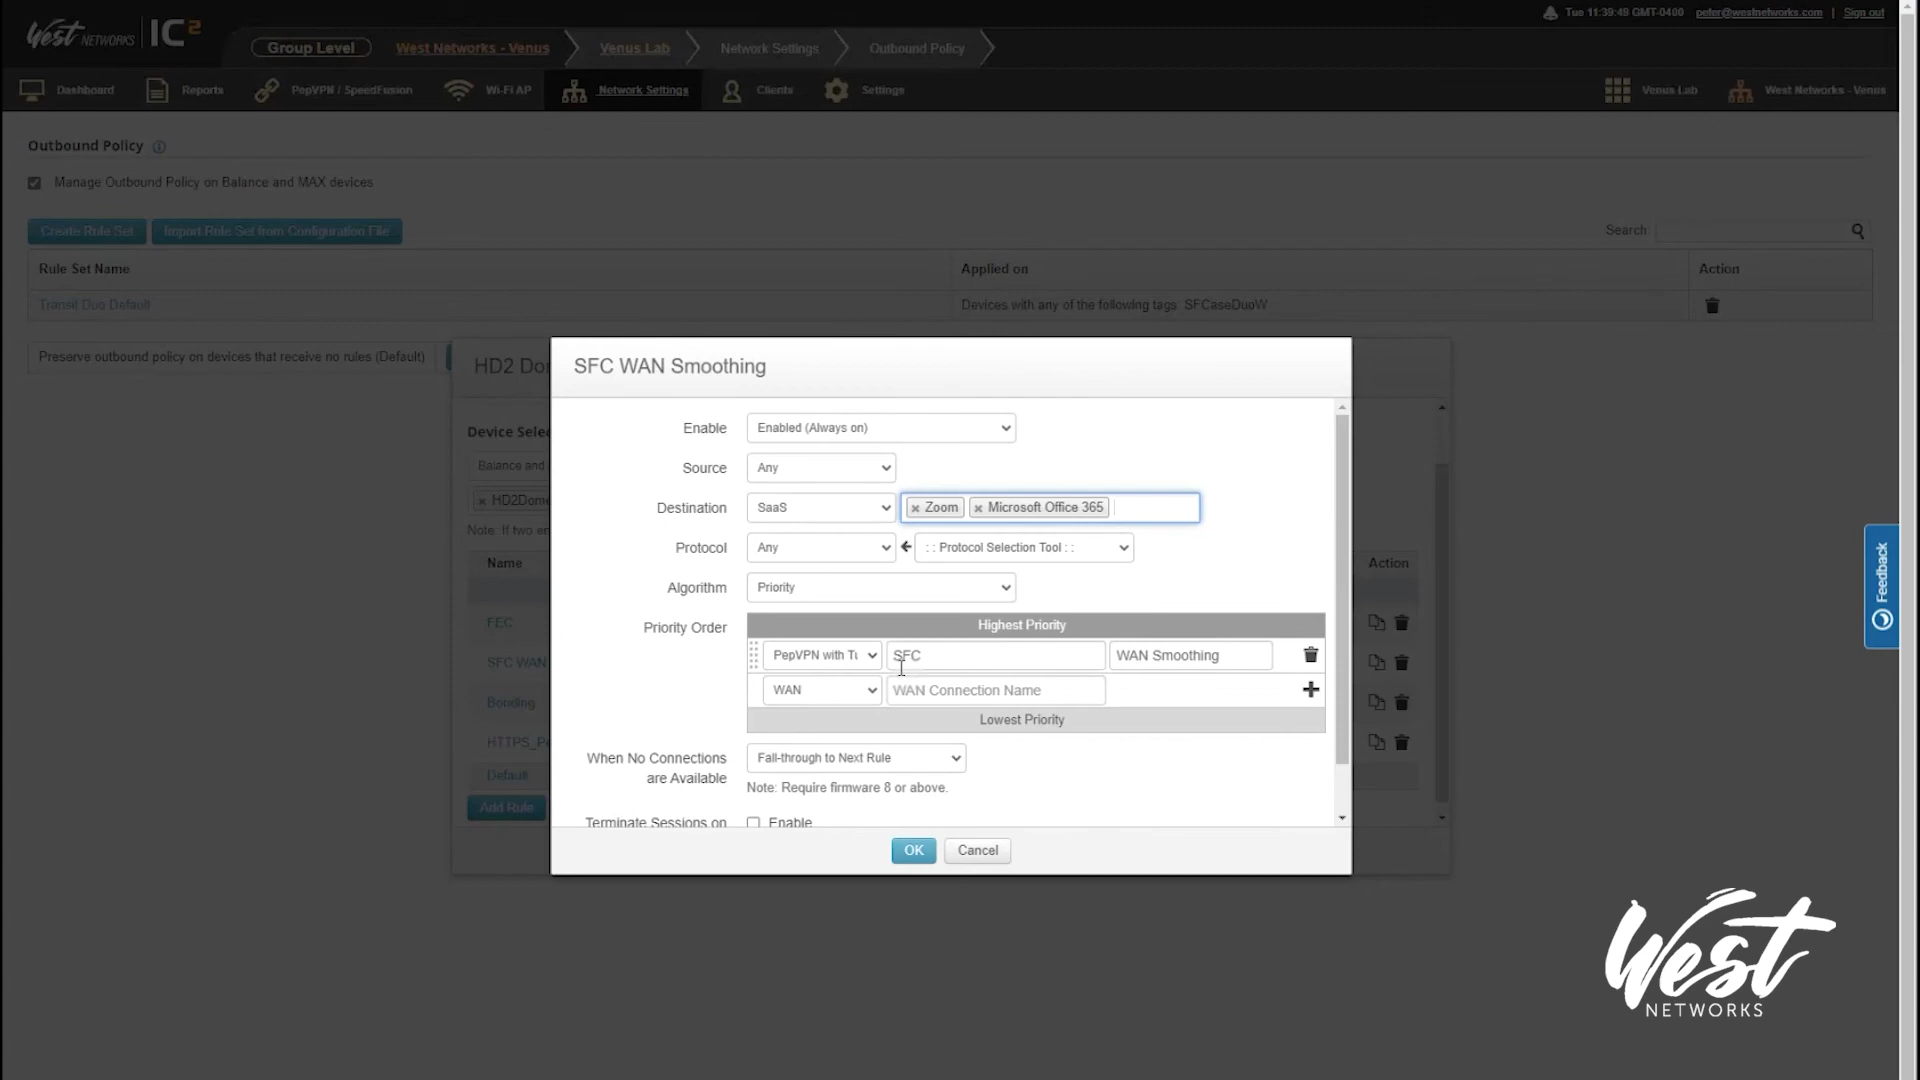 West NETWORKS | IC²
Tue 11:39:49 GMT-0400 peter@westnetworks.com | Sign out
Group Level West Networks - Venus Venus Lab Network Settings Outbound Policy
Dashboard Reports PepVPN / SpeedFusion Wi-Fi AP Network Settings Clients Settings Venus Lab West Networks - Venus
Outbound Policy
Manage Outbound Policy on Balance and MAX devices
Create Rule Set Import Rule Set from Configuration File Search
Rule Set Name Applied on Action
Transit Duo Default Devices with any of the following tags: SFCaseDuoW
Preserve outbound policy on devices that receive no rules (Default)
HD2 Do
SFC WAN Smoothing
Device Selec
Balance and
× HD2Dome
Note: If two en
Name Action
FEC
SFC WAN
Bonding
HTTPS_Pe
Default
Add Rule
Enable Enabled (Always on)
Source Any
Destination SaaS × Zoom × Microsoft Office 365
Protocol Any : : Protocol Selection Tool : :
Algorithm Priority
Priority Order Highest Priority
PepVPN with Tu SFC WAN Smoothing
WAN WAN Connection Name
Lowest Priority
When No Connections
are Available
Fall-through to Next Rule
Note: Require firmware 8 or above.
Terminate Sessions on Enable
OK Cancel
Feedback
West
NETWORKS